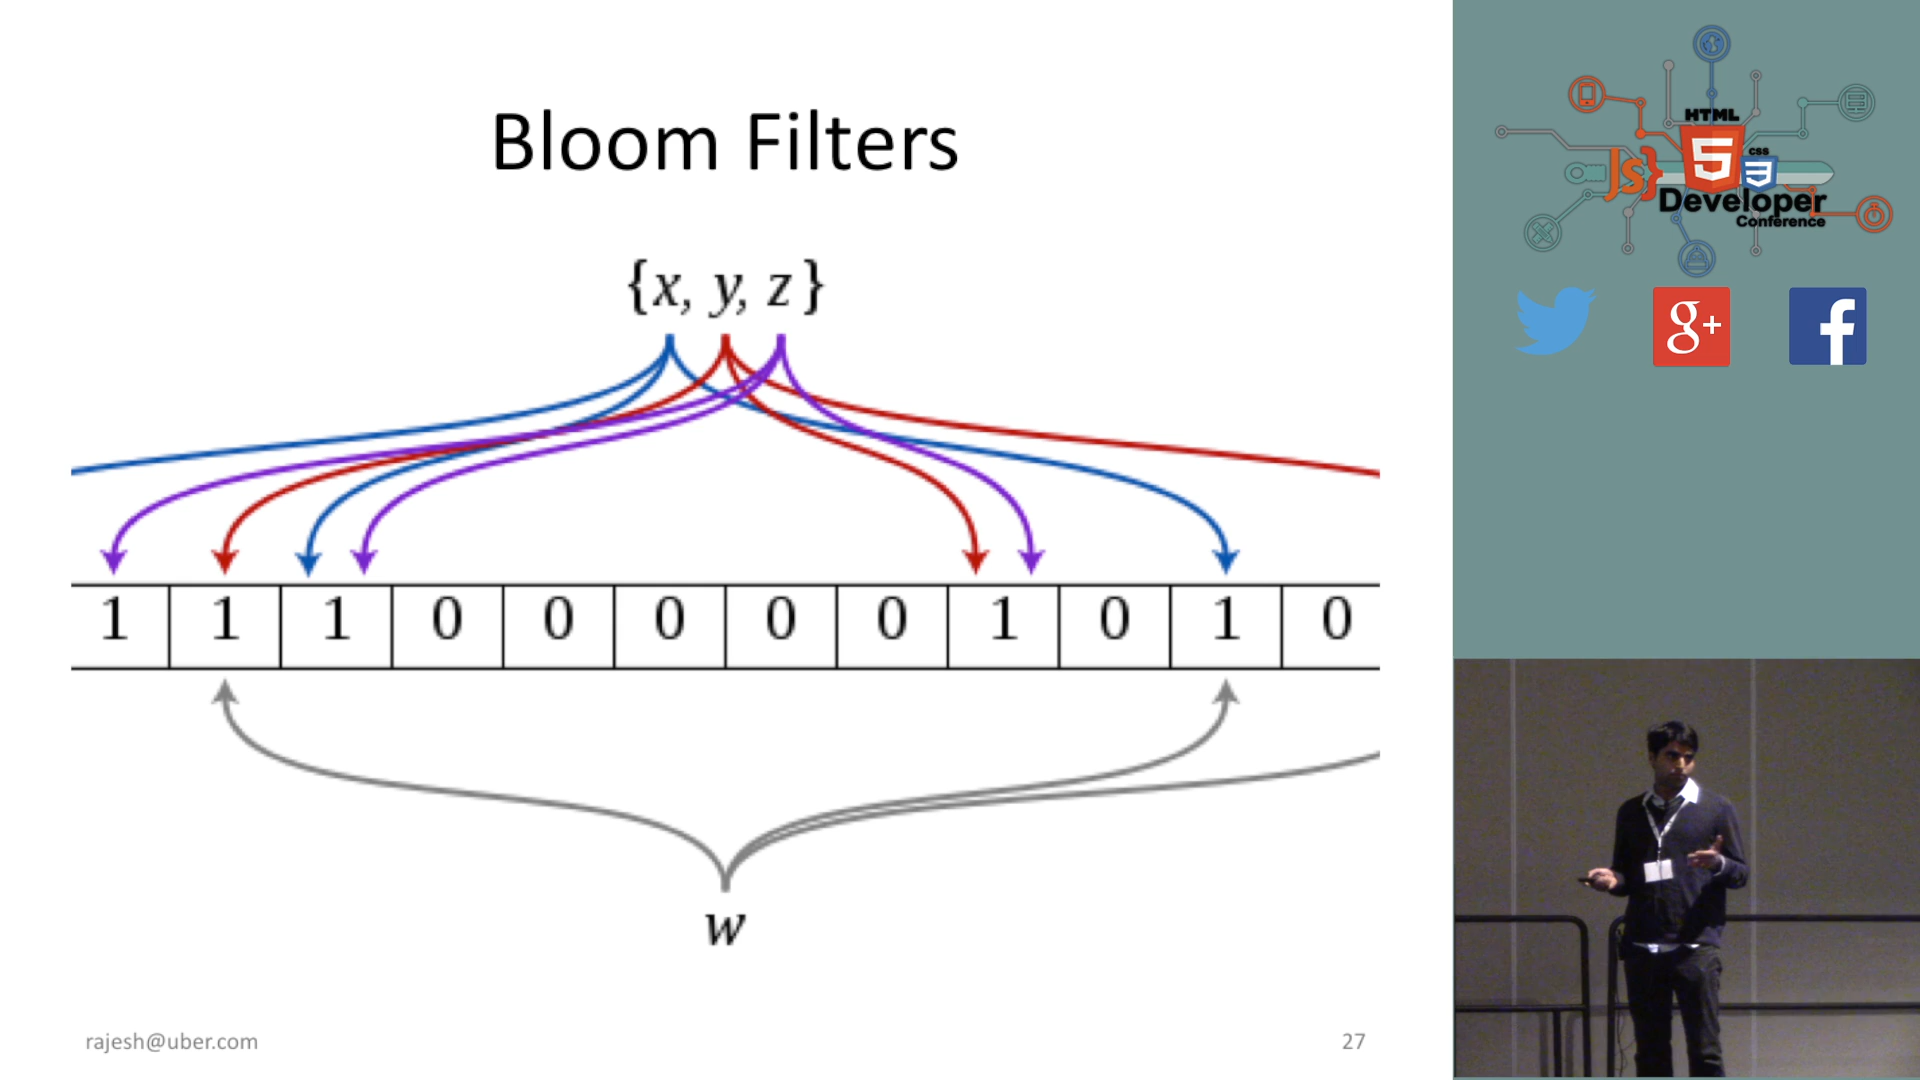 Bloom Filters
{x, y, z}
1 1 1 0 0 0 0 0 1 0 1 0
w
rajesh@uber.com
27
HTML
JS} 5 CSS 3
Developer
Conference
g+ f